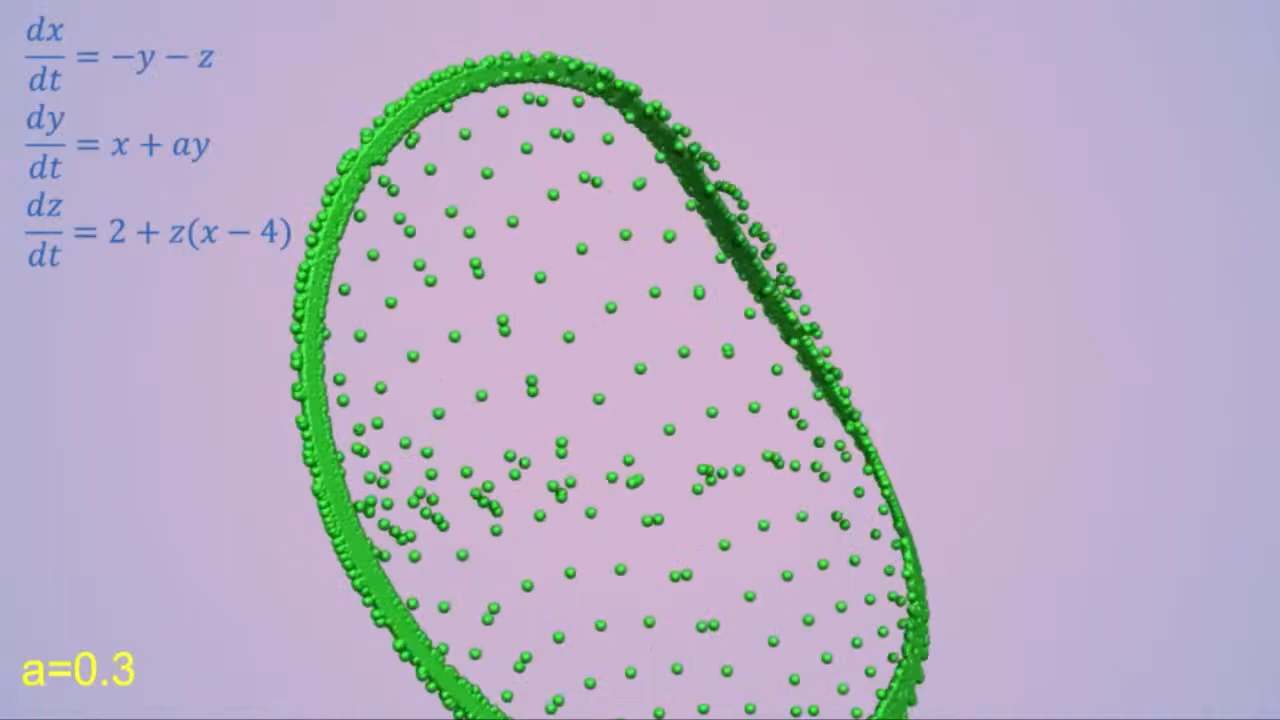 dx/dt = −y − z
dy/dt = x + ay
dz/dt = 2 + z(x − 4)
a=0.3